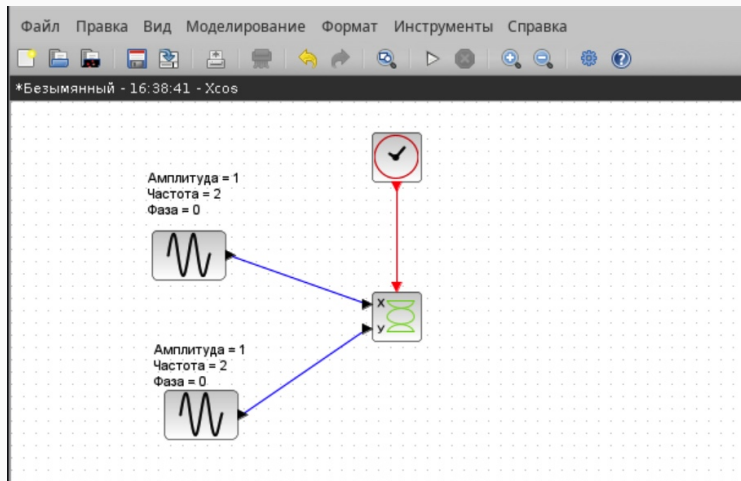 Файл Правка Вид Моделирование Формат Инструменты Справка
*Безымянный - 16:38:41 - Xcos
Амплитуда = 1
Частота = 2
Фаза = 0
X
У
Амплитуда = 1
Частота = 2
Фаза = 0